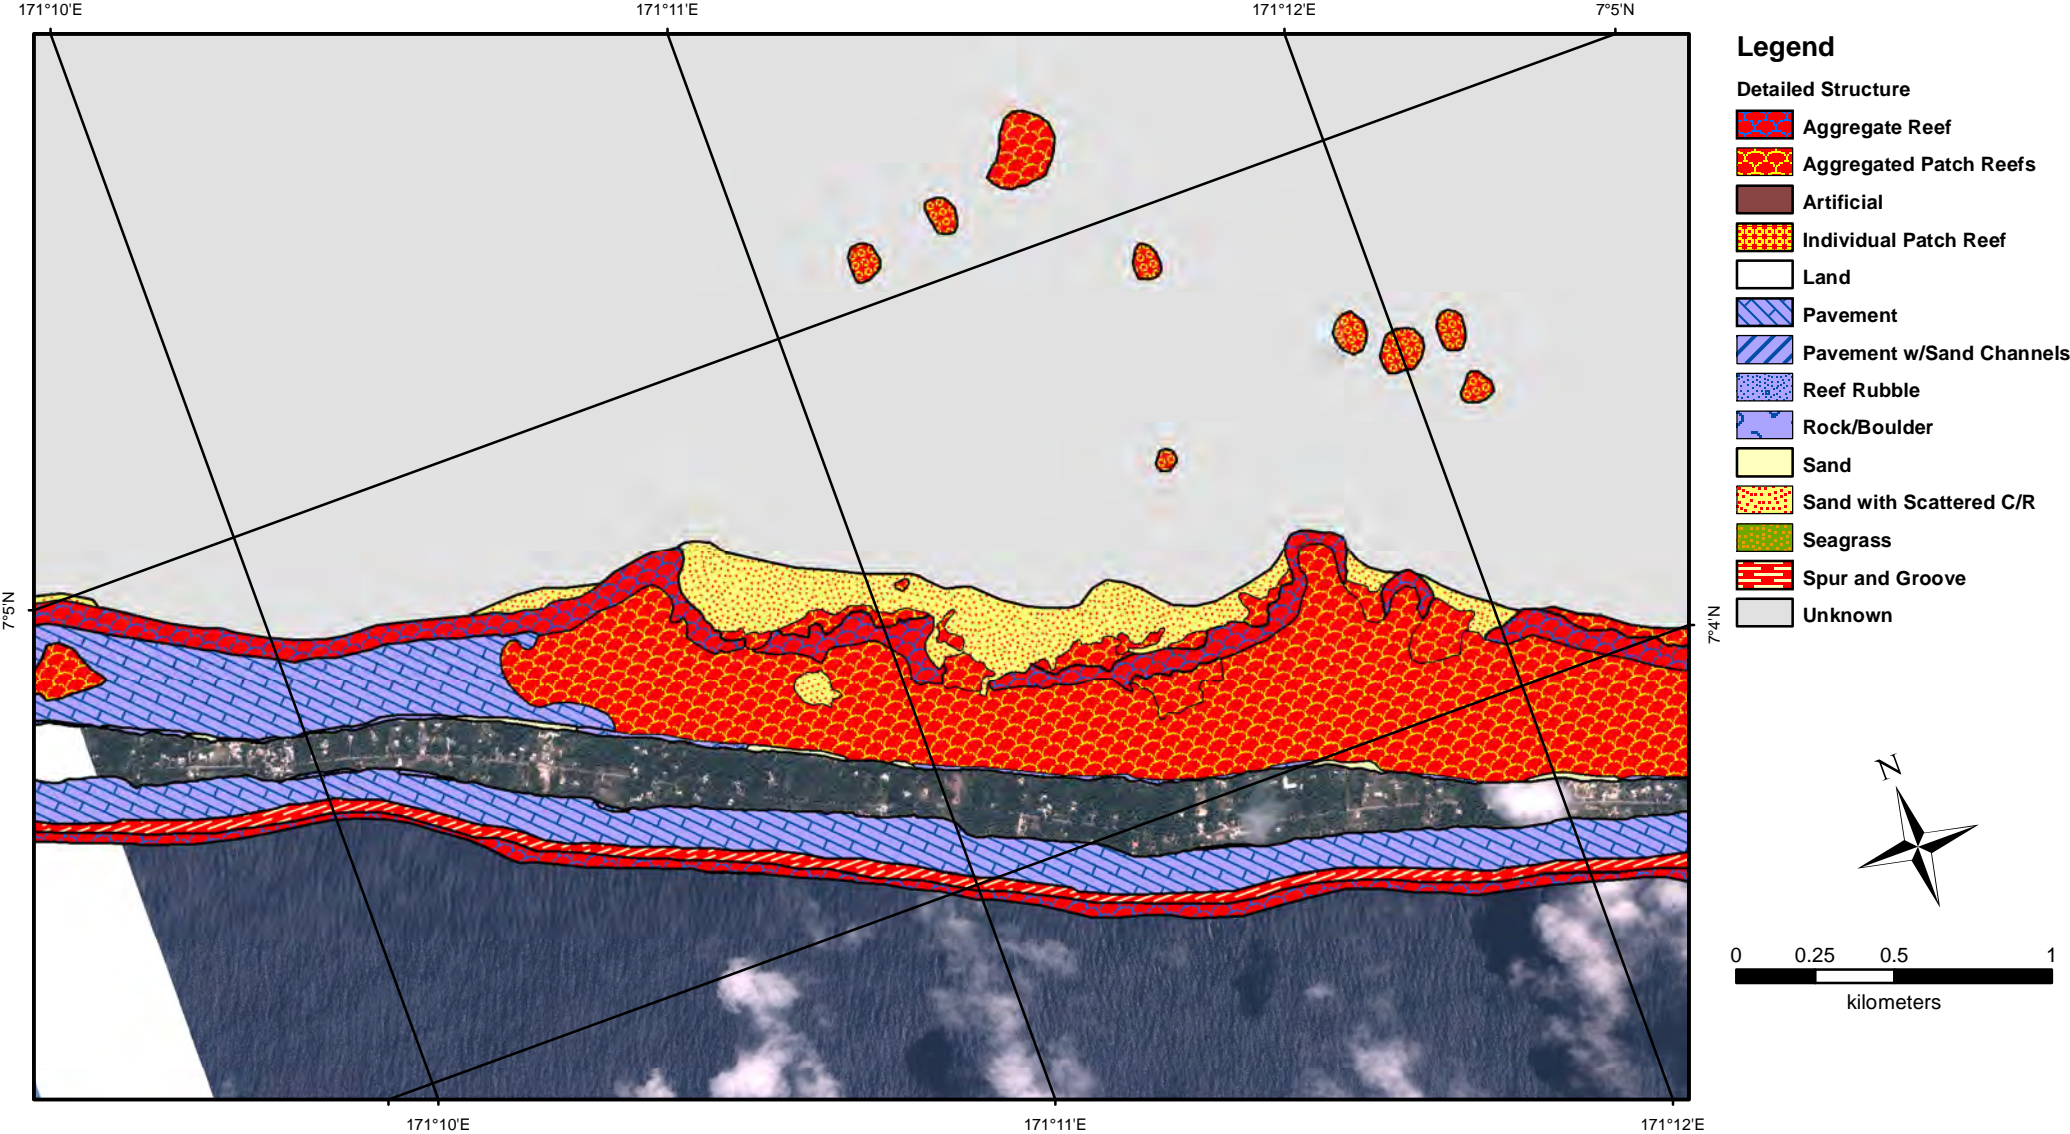 171°10'E
171°11'E
171°12'E
7°5'N
Legend
Detailed Structure
Aggregate Reef
Aggregated Patch Reefs
Artificial
Individual Patch Reef
Land
Pavement
Pavement w/Sand Channels
Reef Rubble
Rock/Boulder
Sand
Sand with Scattered C/R
Seagrass
Spur and Groove
Unknown
7°5'N
7°4'N
N
0 0.25 0.5 1
kilometers
171°10'E
171°11'E
171°12'E